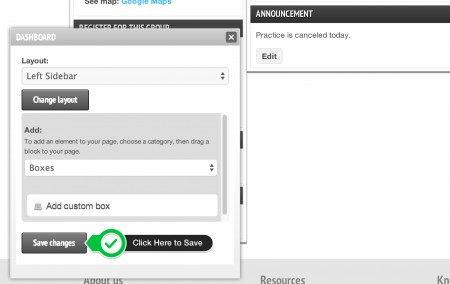 See map: Google Maps
REGISTER FOR THIS GROUP
ANNOUNCEMENT
Practice is canceled today.
Edit
DASHBOARD
Layout:
Left Sidebar
Change layout
Add:
To add an element to your page, choose a category, then drag a
block to your page.
Boxes
Add custom box
Save changes
Click Here to Save
About us
Resources
Kn